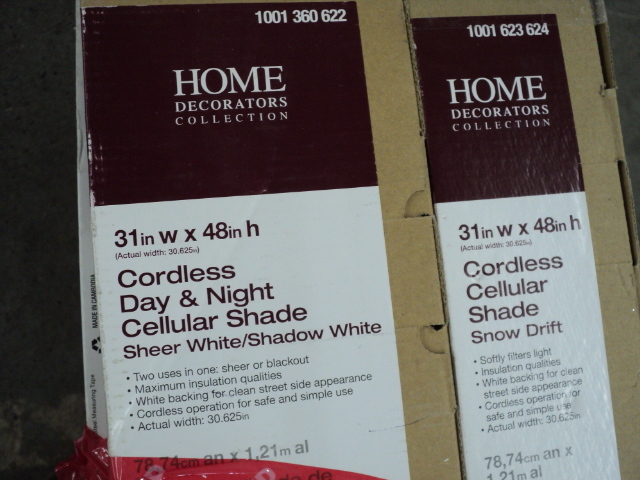 1001 360 622
HOME
DECORATORS
COLLECTION
31in w x 48in h
(Actual width: 30.625in)
Cordless
Day & Night
Cellular Shade
Sheer White/Shadow White
• Two uses in one: sheer or blackout
• Maximum insulation qualities
• White backing for clean street side appearance
• Cordless operation for safe and simple use
• Actual width: 30.625in
78,74cm an x 1,21m al
MADE IN CAMBODIA
Measuring Tape
1001 623 624
HOME
DECORATORS
COLLECTION
31in w x 48in h
(Actual width: 30.625in)
Cordless
Cellular
Shade
Snow Drift
• Softly filters light
• Insulation qualities
• White backing for clean
street side appearance
• Cordless operation for
safe and simple use
• Actual width: 30.625in
78,74cm an x
1,21m al